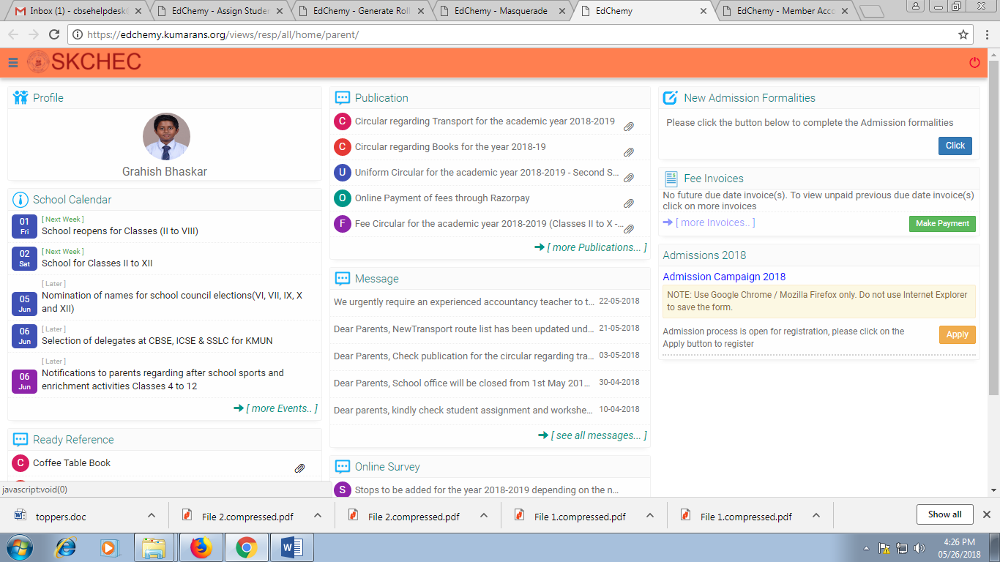 Inbox (1) - cbsehelpdesk
EdChemy - Assign Studen
EdChemy - Generate Roll
EdChemy - Masquerade
EdChemy
EdChemy - Member Acco
https://edchemy.kumarans.org/views/resp/all/home/parent/
SKCHEC
Profile
Grahish Bhaskar
School Calendar
01 Fri
[ Next Week ]
School reopens for Classes (II to VIII)
02 Sat
[ Next Week ]
School for Classes II to XII
[ Later ]
05 Jun
Nomination of names for school council elections(VI, VII, IX, X
and XII)
06 Jun
[ Later ]
Selection of delegates at CBSE, ICSE & SSLC for KMUN
[ Later ]
06 Jun
Notifications to parents regarding after school sports and
enrichment activities Classes 4 to 12
[ more Events.. ]
Ready Reference
C Coffee Table Book
Publication
C Circular regarding Transport for the academic year 2018-2019
C Circular regarding Books for the year 2018-19
U Uniform Circular for the academic year 2018-2019 - Second S...
O Online Payment of fees through Razorpay
F Fee Circular for the academic year 2018-2019 (Classes II to X -...
[ more Publications... ]
Message
We urgently require an experienced accountancy teacher to t... 22-05-2018
Dear Parents, NewTransport route list has been updated und... 21-05-2018
Dear Parents, Check publication for the circular regarding tra... 03-05-2018
Dear Parents, School office will be closed from 1st May 201... 30-04-2018
Dear parents, kindly check student assignment and workshe... 10-04-2018
[ see all messages... ]
Online Survey
S Stops to be added for the year 2018-2019 depending on the n...
New Admission Formalities
Please click the button below to complete the Admission formalities
Click
Fee Invoices
No future due date invoice(s). To view unpaid previous due date invoice(s)
click on more invoices
[ more Invoices.. ]
Make Payment
Admissions 2018
Admission Campaign 2018
NOTE: Use Google Chrome / Mozilla Firefox only. Do not use Internet Explorer
to save the form.
Admission process is open for registration, please click on the
Apply button to register
Apply
javascript:void(0)
toppers.doc
File 2.compressed.pdf
File 2.compressed.pdf
File 1.compressed.pdf
File 1.compressed.pdf
Show all
4:26 PM
05/26/2018